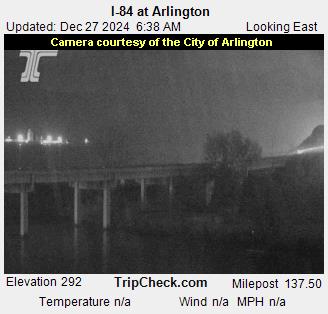 I-84 at Arlington
Updated: Dec 27 2024 6:38 AM Looking East
Camera courtesy of the City of Arlington
Elevation 292 TripCheck.com Milepost 137.50
Temperature n/a Wind n/a MPH n/a